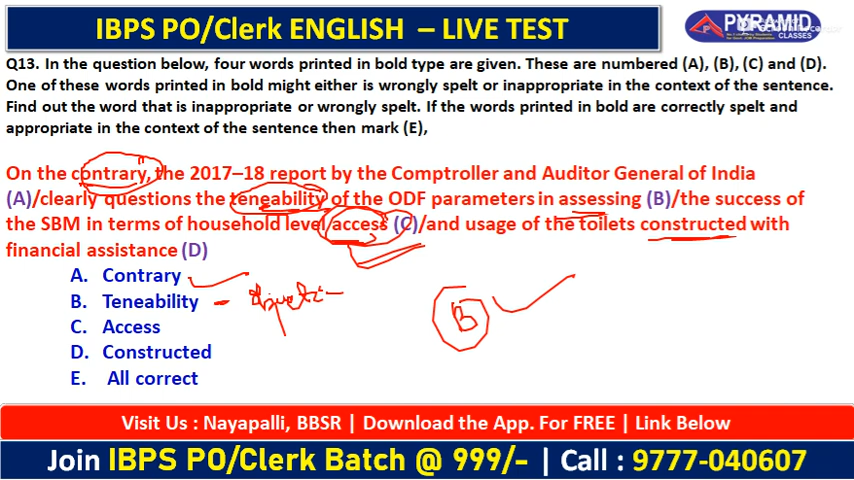 IBPS PO/Clerk ENGLISH – LIVE TEST
PYRAMID
CLASSES
Q13. In the question below, four words printed in bold type are given. These are numbered (A), (B), (C) and (D).
One of these words printed in bold might either is wrongly spelt or inappropriate in the context of the sentence.
Find out the word that is inappropriate or wrongly spelt. If the words printed in bold are correctly spelt and
appropriate in the context of the sentence then mark (E),
On the contrary, the 2017–18 report by the Comptroller and Auditor General of India
(A)/clearly questions the teneability of the ODF parameters in assessing (B)/the success of
the SBM in terms of household level/access (C)/and usage of the toilets constructed with
financial assistance (D)
A. Contrary
B. Teneability
B
C. Access
D. Constructed
E. All correct
Visit Us : Nayapalli, BBSR | Download the App. For FREE | Link Below
Join IBPS PO/Clerk Batch @ 999/- | Call : 9777-040607